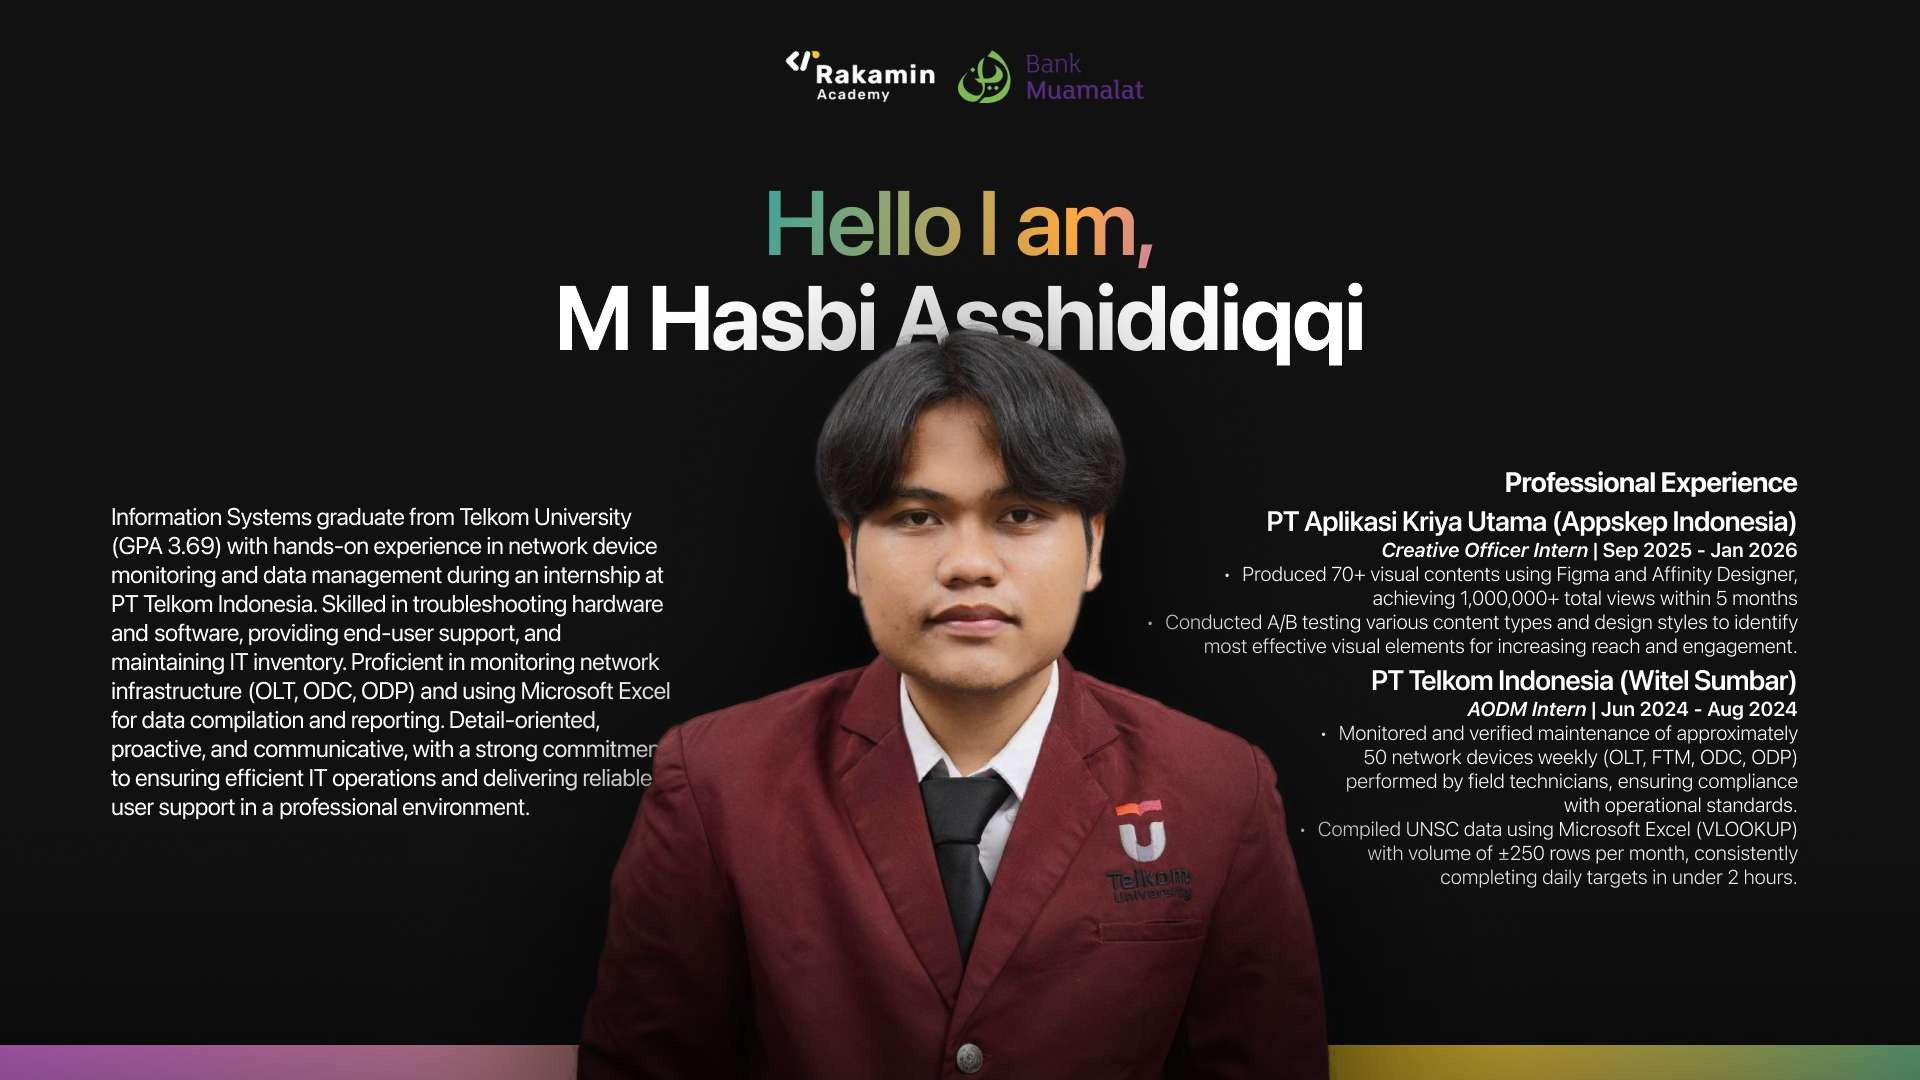 Rakamin
Academy
Bank
Muamalat
Hello I am,
M Hasbi Asshiddiqqi
Information Systems graduate from Telkom University
(GPA 3.69) with hands-on experience in network device
monitoring and data management during an internship at
PT Telkom Indonesia. Skilled in troubleshooting hardware
and software, providing end-user support, and
maintaining IT inventory. Proficient in monitoring network
infrastructure (OLT, ODC, ODP) and using Microsoft Excel
for data compilation and reporting. Detail-oriented,
proactive, and communicative, with a strong commitmen
to ensuring efficient IT operations and delivering reliable
user support in a professional environment.
Professional Experience
PT Aplikasi Kriya Utama (Appskep Indonesia)
Creative Officer Intern | Sep 2025 - Jan 2026
• Produced 70+ visual contents using Figma and Affinity Designer,
achieving 1,000,000+ total views within 5 months
• Conducted A/B testing various content types and design styles to identify
most effective visual elements for increasing reach and engagement.
PT Telkom Indonesia (Witel Sumbar)
AODM Intern | Jun 2024 - Aug 2024
• Monitored and verified maintenance of approximately
50 network devices weekly (OLT, FTM, ODC, ODP)
performed by field technicians, ensuring compliance
with operational standards.
• Compiled UNSC data using Microsoft Excel (VLOOKUP)
with volume of ±250 rows per month, consistently
completing daily targets in under 2 hours.
Telkom
University